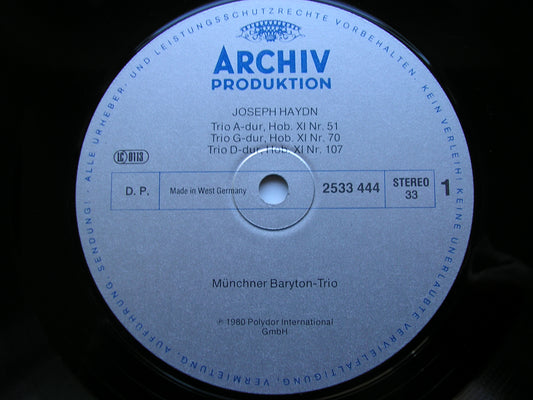 · ALLE URHEBER- UND LEISTUNGSSCHUTZRECHTE VORBEHALTEN · KEIN VERLEIH! KEINE UNERLAUBTE VERVIELFÄLTIGUNG, VERMIETUNG, AUFFÜHRUNG, SENDUNG!
ARCHIV
PRODUKTION
JOSEPH HAYDN
Trio A-dur, Hob. XI Nr. 51
Trio G-dur, Hob. XI Nr. 70
Trio D-dur, Hob. XI Nr. 107
LC 0113
D. P. Made in West Germany 2533 444 STEREO 33 1
Münchner Baryton-Trio
℗ 1980 Polydor International
GmbH